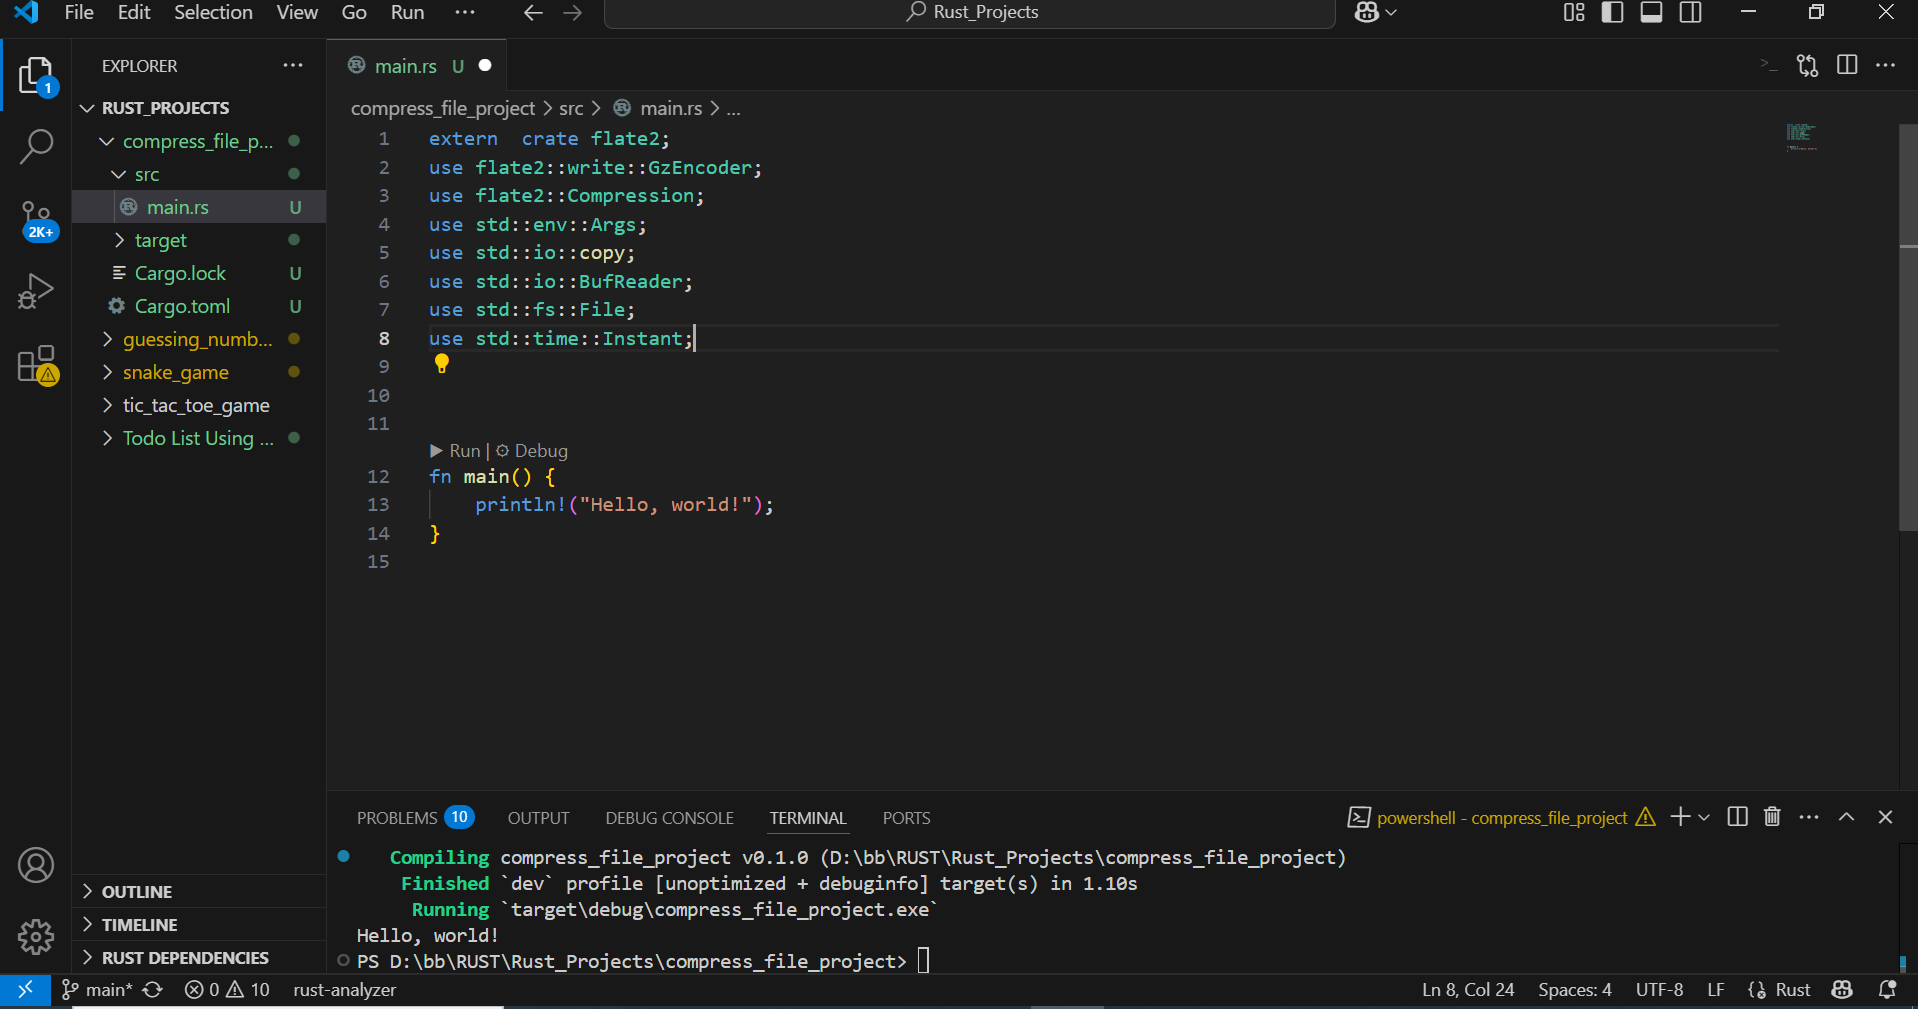 File Edit Selection View Go Run ··· Rust_Projects
EXPLORER ···
1
RUST_PROJECTS
compress_file_p...
src
main.rs U
target
Cargo.lock U
Cargo.toml U
guessing_numb...
snake_game
tic_tac_toe_game
Todo List Using ...
2K+
OUTLINE
TIMELINE
RUST DEPENDENCIES
main.rs U
compress_file_project > src > main.rs > ...
1 extern  crate flate2;
2 use flate2::write::GzEncoder;
3 use flate2::Compression;
4 use std::env::Args;
5 use std::io::copy;
6 use std::io::BufReader;
7 use std::fs::File;
8 use std::time::Instant;
9
10
11
Run | Debug
12 fn main() {
13     println!("Hello, world!");
14 }
15
PROBLEMS 10 OUTPUT DEBUG CONSOLE TERMINAL PORTS powershell - compress_file_project
Compiling compress_file_project v0.1.0 (D:\bb\RUST\Rust_Projects\compress_file_project)
Finished `dev` profile [unoptimized + debuginfo] target(s) in 1.10s
Running `target\debug\compress_file_project.exe`
Hello, world!
PS D:\bb\RUST\Rust_Projects\compress_file_project>
main* 0 10 rust-analyzer Ln 8, Col 24 Spaces: 4 UTF-8 LF Rust